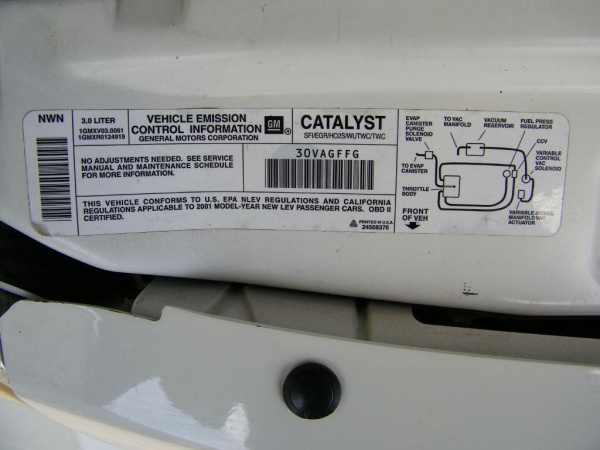 NWN
3.0 LITER
1GMXV03.0061
1GMXR0124919
VEHICLE EMISSION
CONTROL INFORMATION
GENERAL MOTORS CORPORATION
GM
CATALYST
SFI/EGR/HO2S/WUTWC/TWC
NO ADJUSTMENTS NEEDED. SEE SERVICE
MANUAL AND MAINTENANCE SCHEDULE
FOR MORE INFORMATION.
3OVAGFFG
THIS VEHICLE CONFORMS TO U.S. EPA NLEV REGULATIONS AND CALIFORNIA
REGULATIONS APPLICABLE TO 2001 MODEL-YEAR NEW LEV PASSENGER CARS. OBD II
CERTIFIED.
PRINTED IN U.S.A.
24508376
EVAP
CANISTER
PURGE
SOLENOID
VALVE
TO VAC
MANIFOLD
VACUUM
RESERVOIR
FUEL PRESS
REGULATOR
CCV
VARIABLE
CONTROL
VAC
SOLENOID
TO EVAP
CANISTER
THROTTLE
BODY
FRONT
OF VEH
VARIABLE INTAKE
MANIFOLD VAC
ACTUATOR